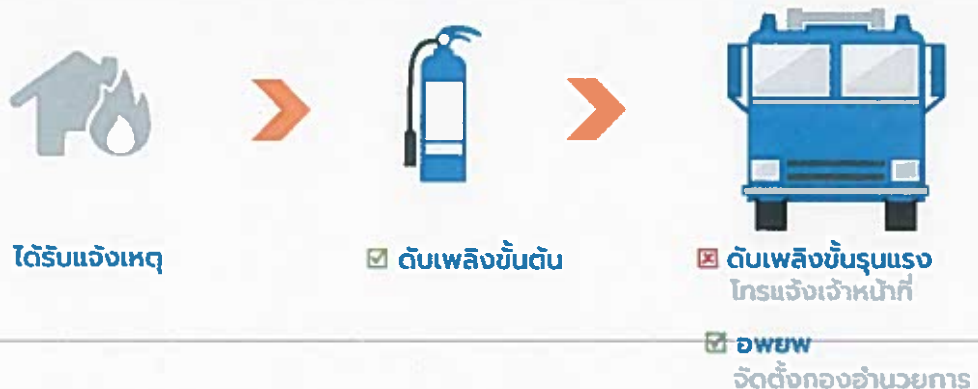 ได้รับแจ้งเหตุ
ดับเพลิงขั้นต้น
ดับเพลิงขั้นรุนแรง
โทรแจ้งเจ้าหน้าที่
อพยพ
จัดตั้งกองอำนวยการ